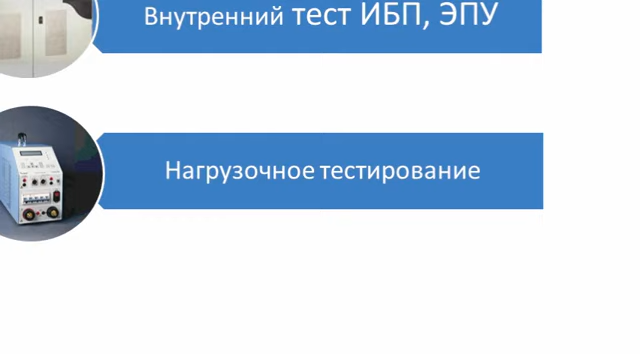 Внутренний тест ИБП, ЭПУ
Нагрузочное тестирование